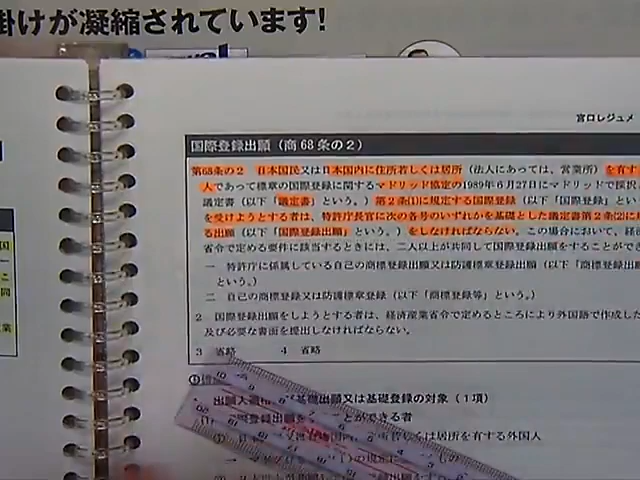 掛けが凝縮されています!
宮口レジュメ
国際登録出願（商68条の2）
第68条の2 日本国民又は日本国内に住所若しくは居所（法人にあっては、営業所）を有す
人であって標章の国際登録に関するマドリッド協定の1989年6月27日にマドリッドで採択
議定書（以下「議定書」という。）第2条(1)に規定する国際登録（以下「国際登録」とい
を受けようとする者は、特許庁長官に次の各号のいずれかを基礎とした議定書第2条(2)に
る出願（以下「国際登録出願」という。）をしなければならない。この場合において、経
省令で定める要件に該当するときには、二人以上が共同して国際登録出願をすることができ
一 特許庁に係属している自己の商標登録出願又は防護標章登録出願（以下「商標登録出
という。）
二 自己の商標登録又は防護標章登録（以下「商標登録等」という。）
2 国際登録出願をしようとする者は、経済産業省令で定めるところにより外国語で作成した
及び必要な書面を提出しなければならない。
3 省略 4 省略
出願人適格 基礎出願又は基礎登録の対象（1項）
国際登録出願を とができる者
所若しくは居所を有する外国人